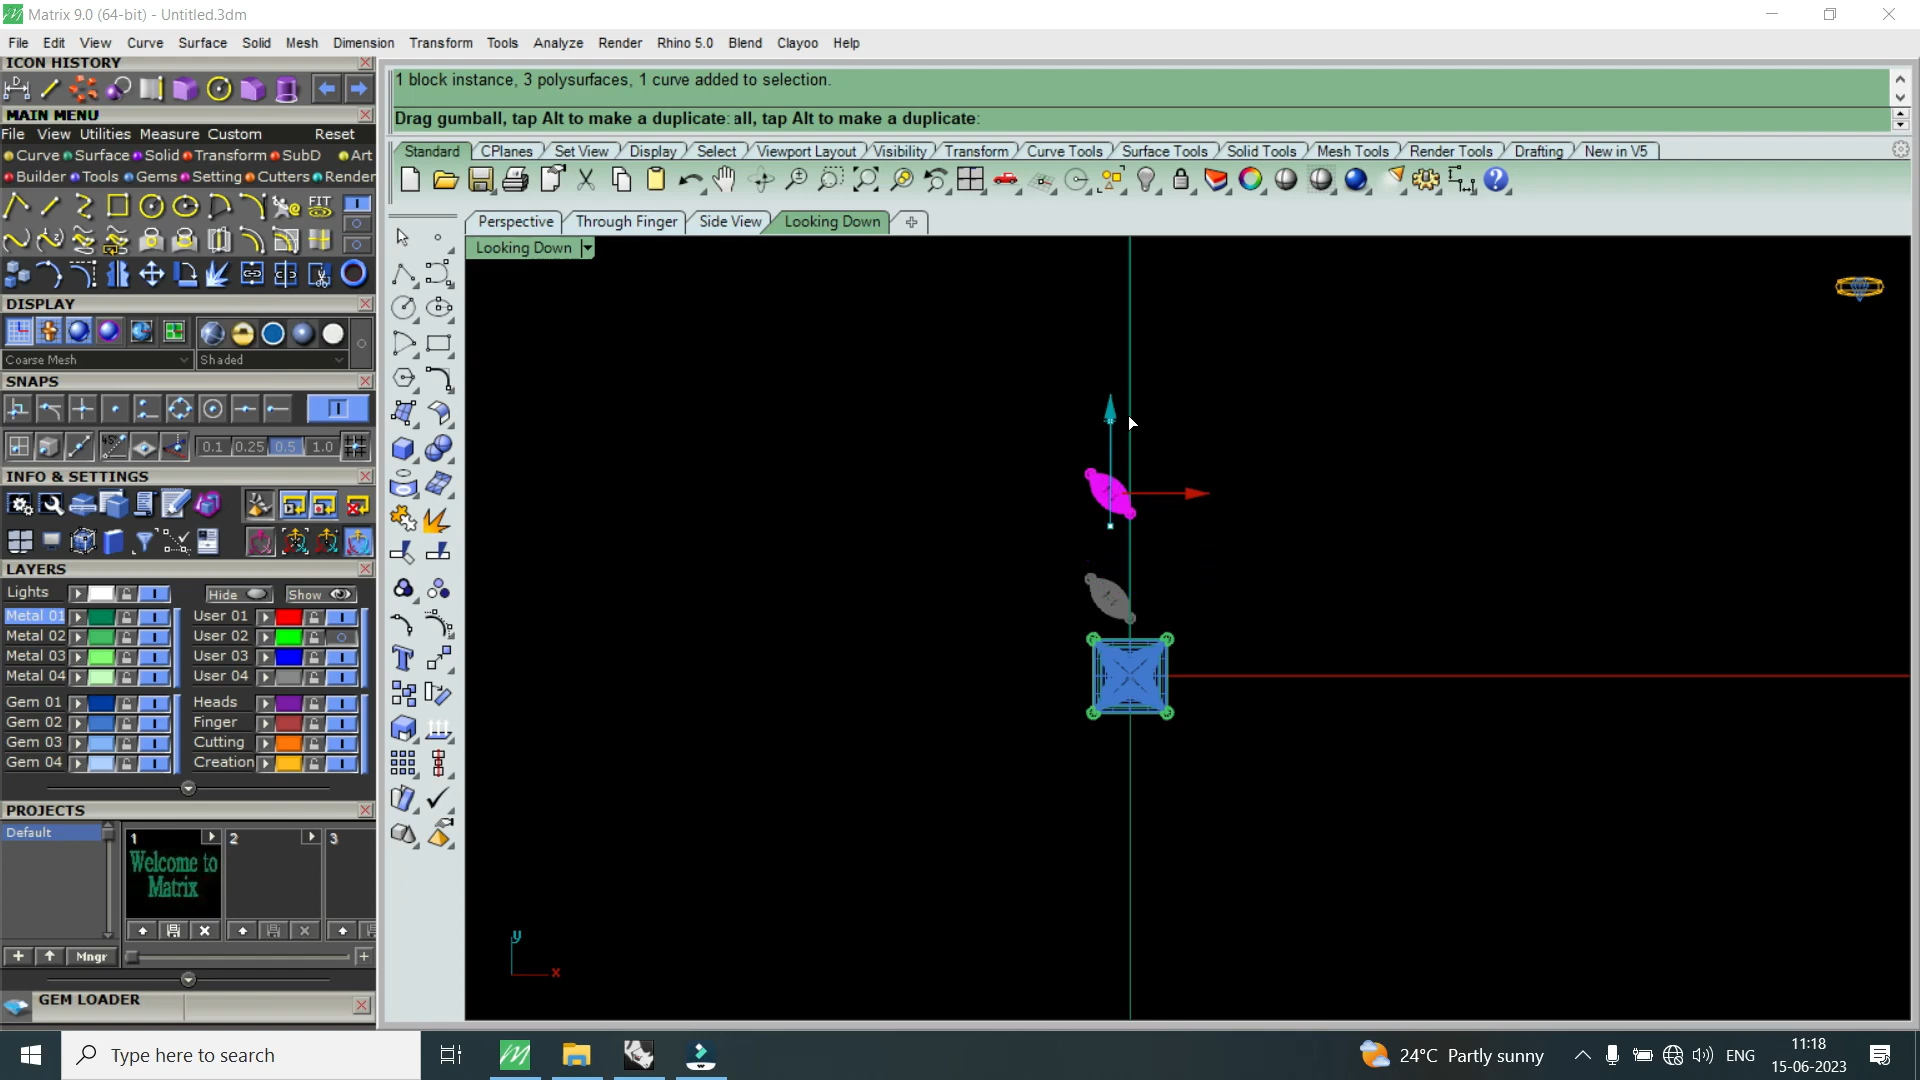 Matrix 9.0 (64-bit) - Untitled.3dm
File Edit View Curve Surface Solid Mesh Dimension Transform Tools Analyze Render Rhino 5.0 Blend Clayoo Help
ICON HISTORY
MAIN MENU
File View Utilities Measure Custom Reset
Curve Surface Solid Transform SubD Art
Builder Tools Gems Setting Cutters Render
FIT
DISPLAY
Coarse Mesh Shaded
SNAPS
45°
0.1 0.25 0.5 1.0
INFO & SETTINGS
LAYERS
Lights Hide Show
Metal 01 User 01
Metal 02 User 02
Metal 03 User 03
Metal 04 User 04
Gem 01 Heads
Gem 02 Finger
Gem 03 Cutting
Gem 04 Creation
PROJECTS
Default
1 2 3
Welcome to
Matrix
Mngr
GEM LOADER
1 block instance, 3 polysurfaces, 1 curve added to selection.
Drag gumball, tap Alt to make a duplicate: all, tap Alt to make a duplicate:
Standard CPlanes Set View Display Select Viewport Layout Visibility Transform Curve Tools Surface Tools Solid Tools Mesh Tools Render Tools Drafting New in V5
Perspective Through Finger Side View Looking Down
Looking Down
y
x
Type here to search
24°C Partly sunny
ENG
11:18
15-06-2023